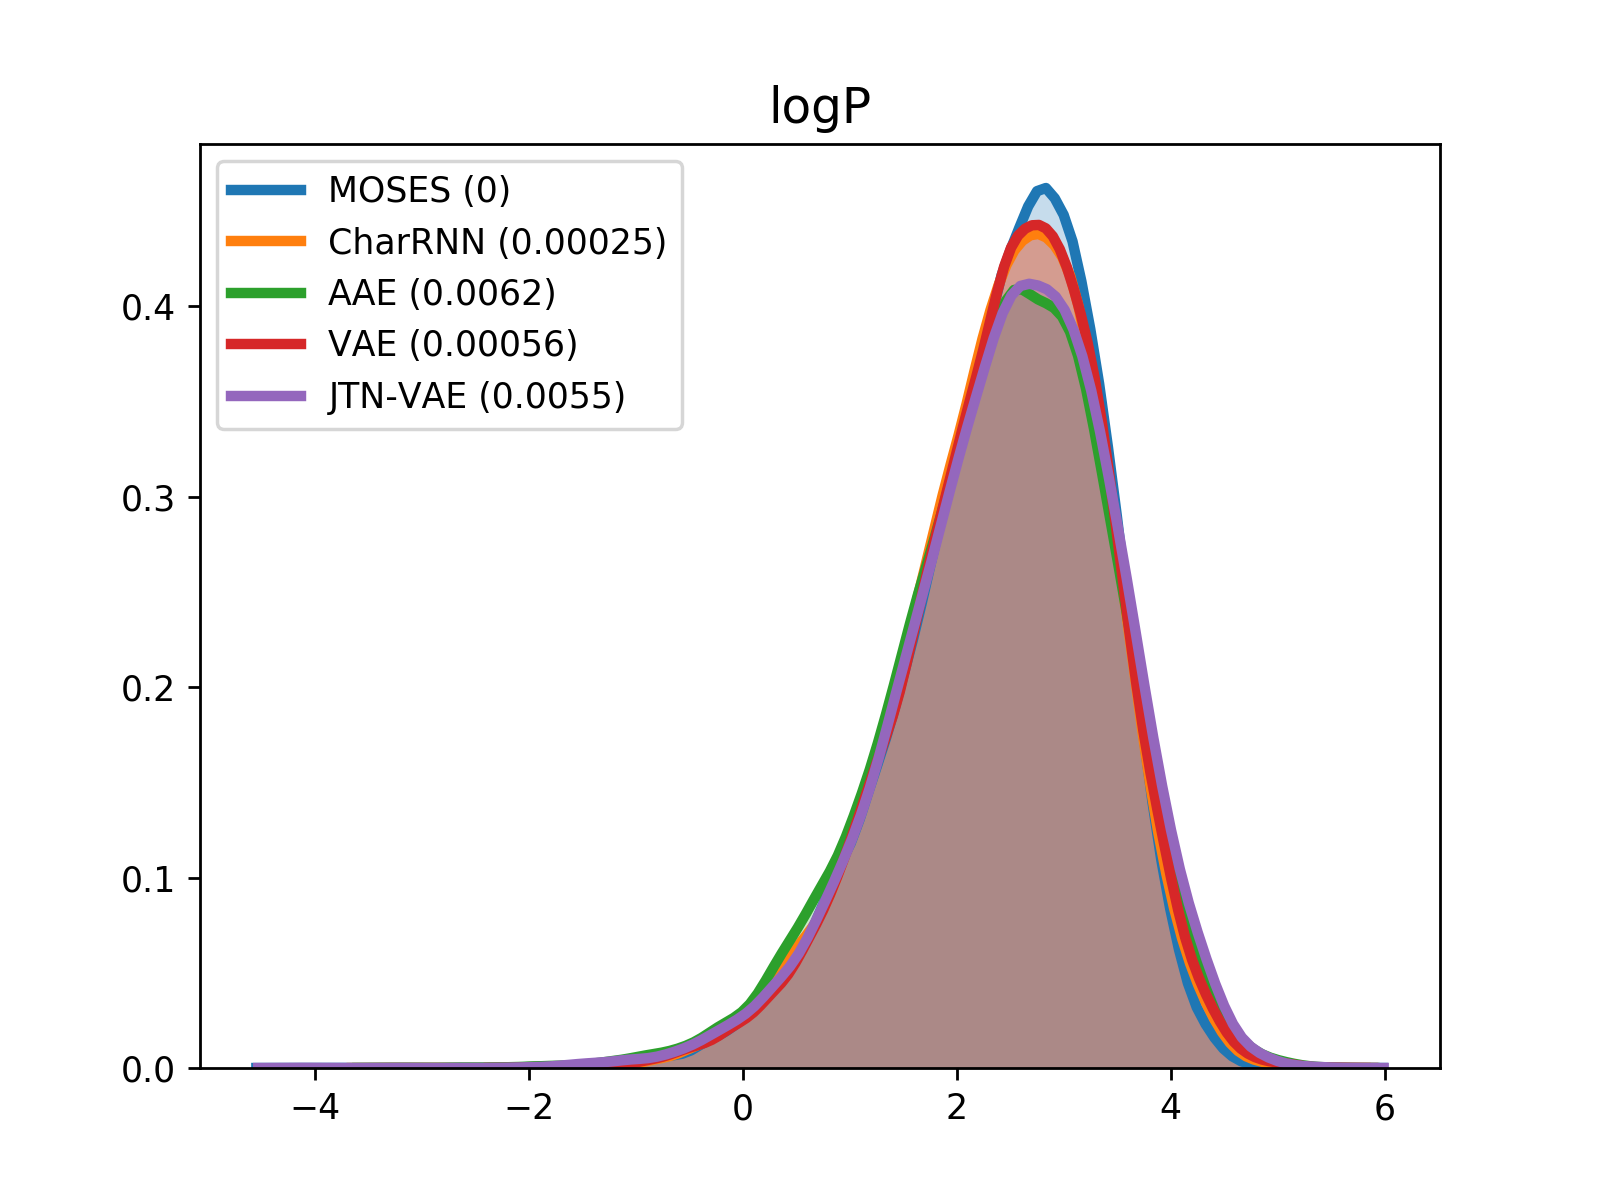 logP
MOSES (0)
CharRNN (0.00025)
AAE (0.0062)
VAE (0.00056)
JTN-VAE (0.0055)
0.4
0.3
0.2
0.1
0.0
−4 −2 0 2 4 6